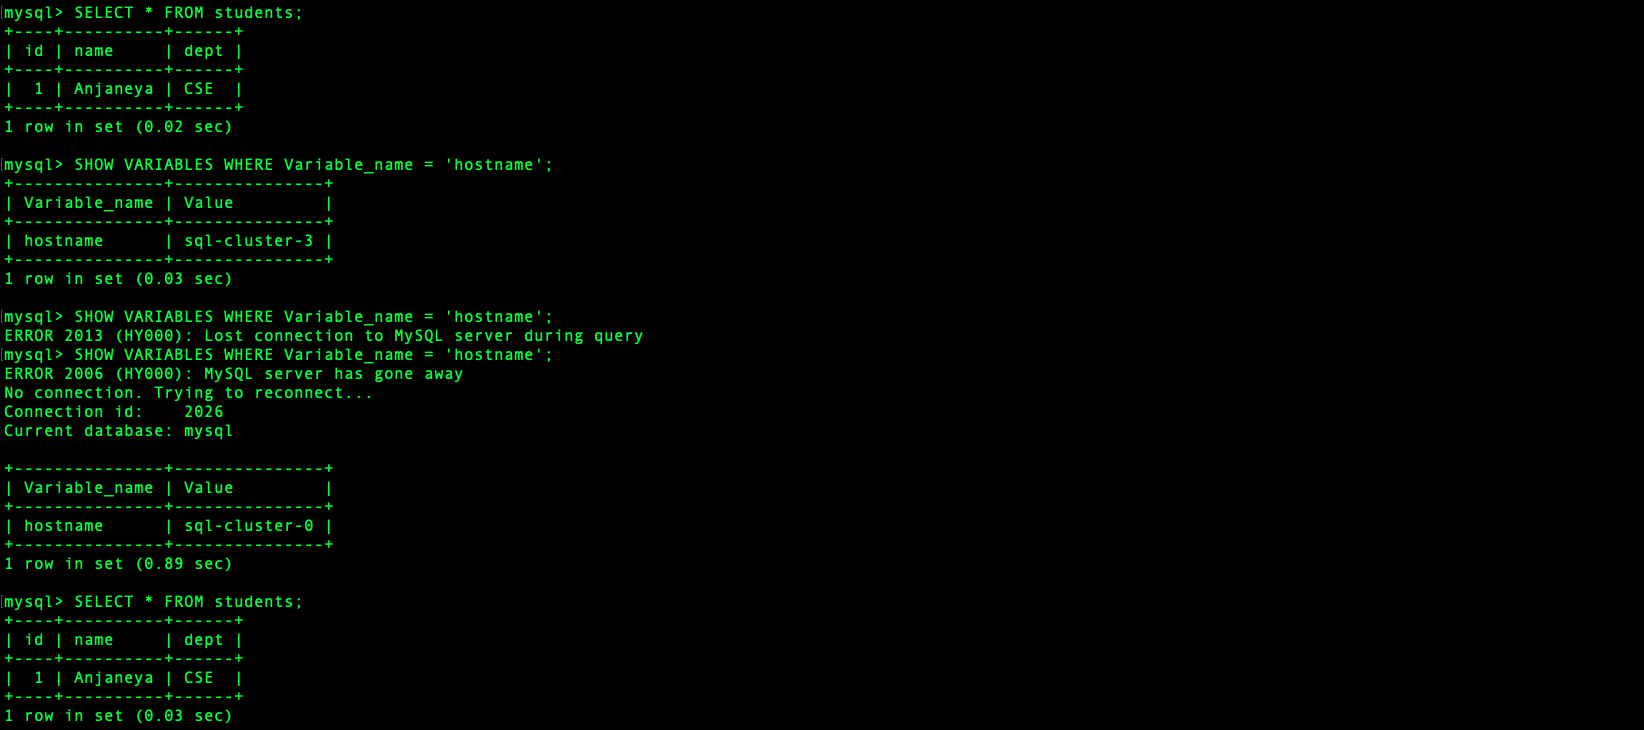 mysql> SELECT * FROM students;
+----+----------+------+
| id | name     | dept |
+----+----------+------+
|  1 | Anjaneya | CSE  |
+----+----------+------+
1 row in set (0.02 sec)

mysql> SHOW VARIABLES WHERE Variable_name = 'hostname';
+---------------+---------------+
| Variable_name | Value         |
+---------------+---------------+
| hostname      | sql-cluster-3 |
+---------------+---------------+
1 row in set (0.03 sec)

mysql> SHOW VARIABLES WHERE Variable_name = 'hostname';
ERROR 2013 (HY000): Lost connection to MySQL server during query
mysql> SHOW VARIABLES WHERE Variable_name = 'hostname';
ERROR 2006 (HY000): MySQL server has gone away
No connection. Trying to reconnect...
Connection id:    2026
Current database: mysql

+---------------+---------------+
| Variable_name | Value         |
+---------------+---------------+
| hostname      | sql-cluster-0 |
+---------------+---------------+
1 row in set (0.89 sec)

mysql> SELECT * FROM students;
+----+----------+------+
| id | name     | dept |
+----+----------+------+
|  1 | Anjaneya | CSE  |
+----+----------+------+
1 row in set (0.03 sec)